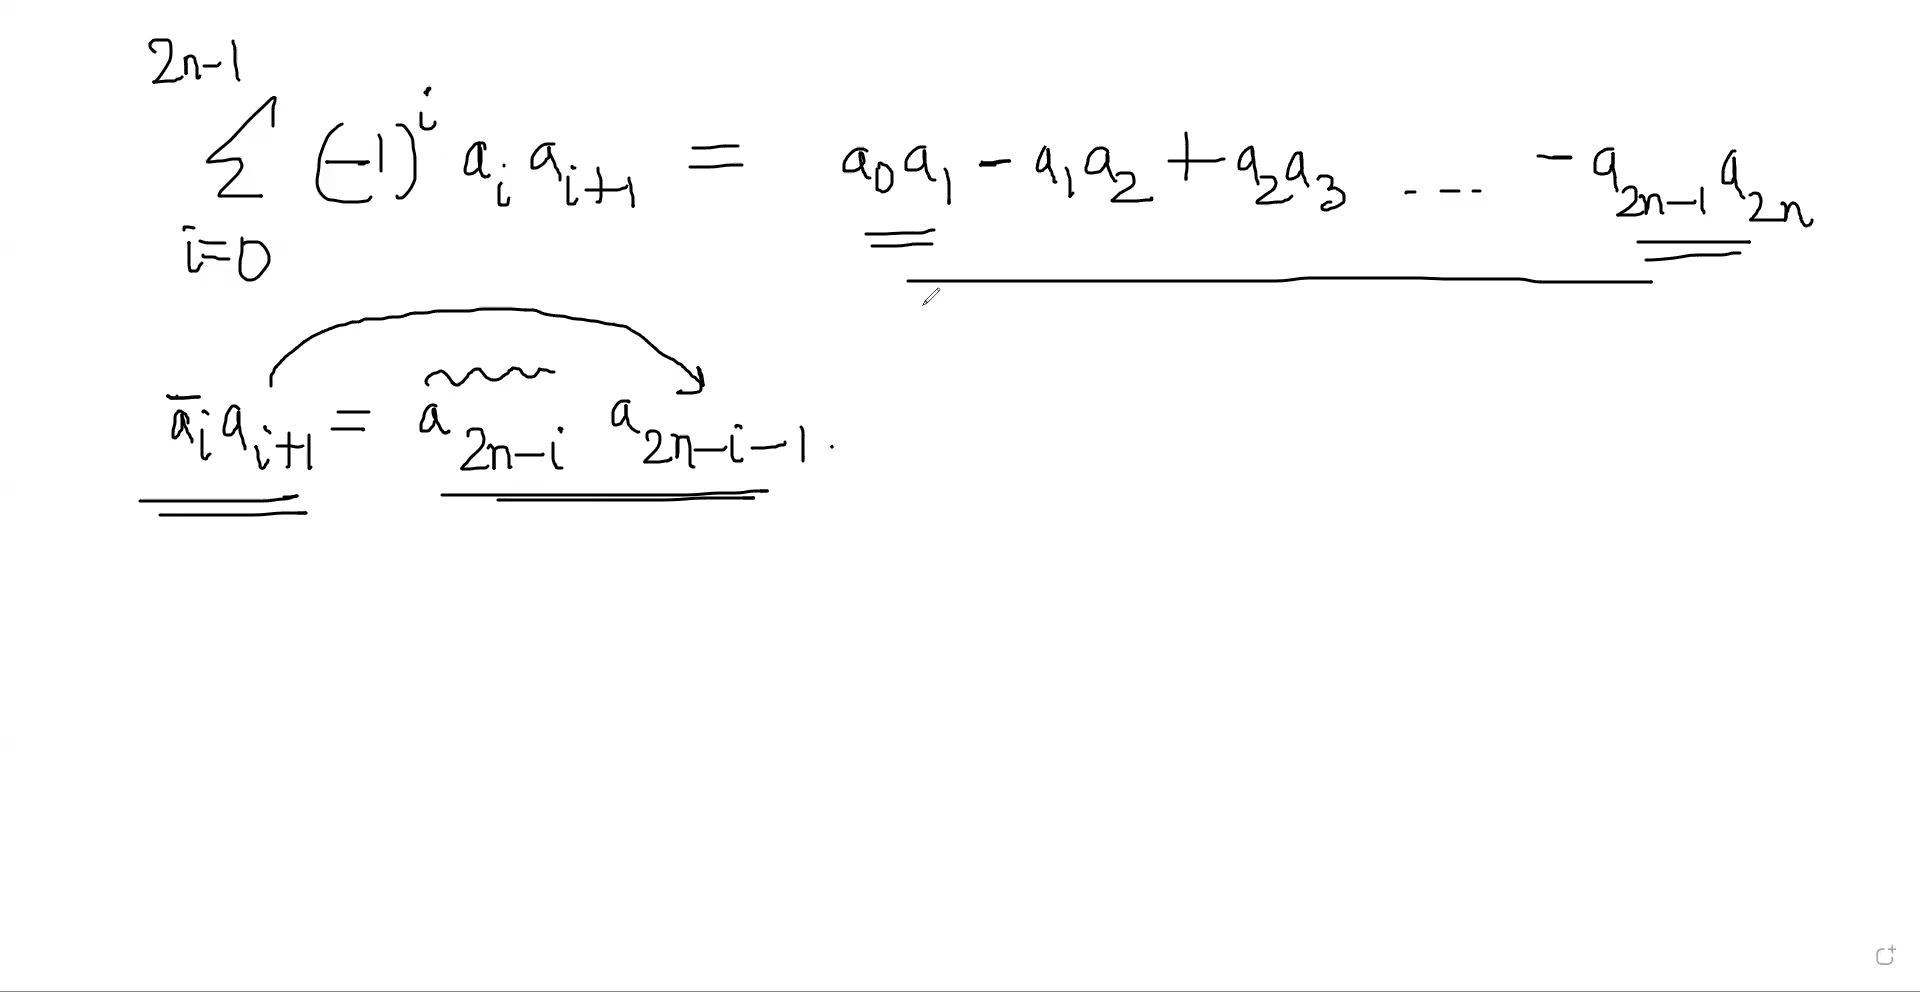 2n-1
∑ (-1)^i a_i a_{i+1} = a_0 a_1 - a_1 a_2 + a_2 a_3 ---- - a_{2n-1} a_{2n}
i=0
a_i a_{i+1} = a_{2n-i} a_{2n-i-1}.